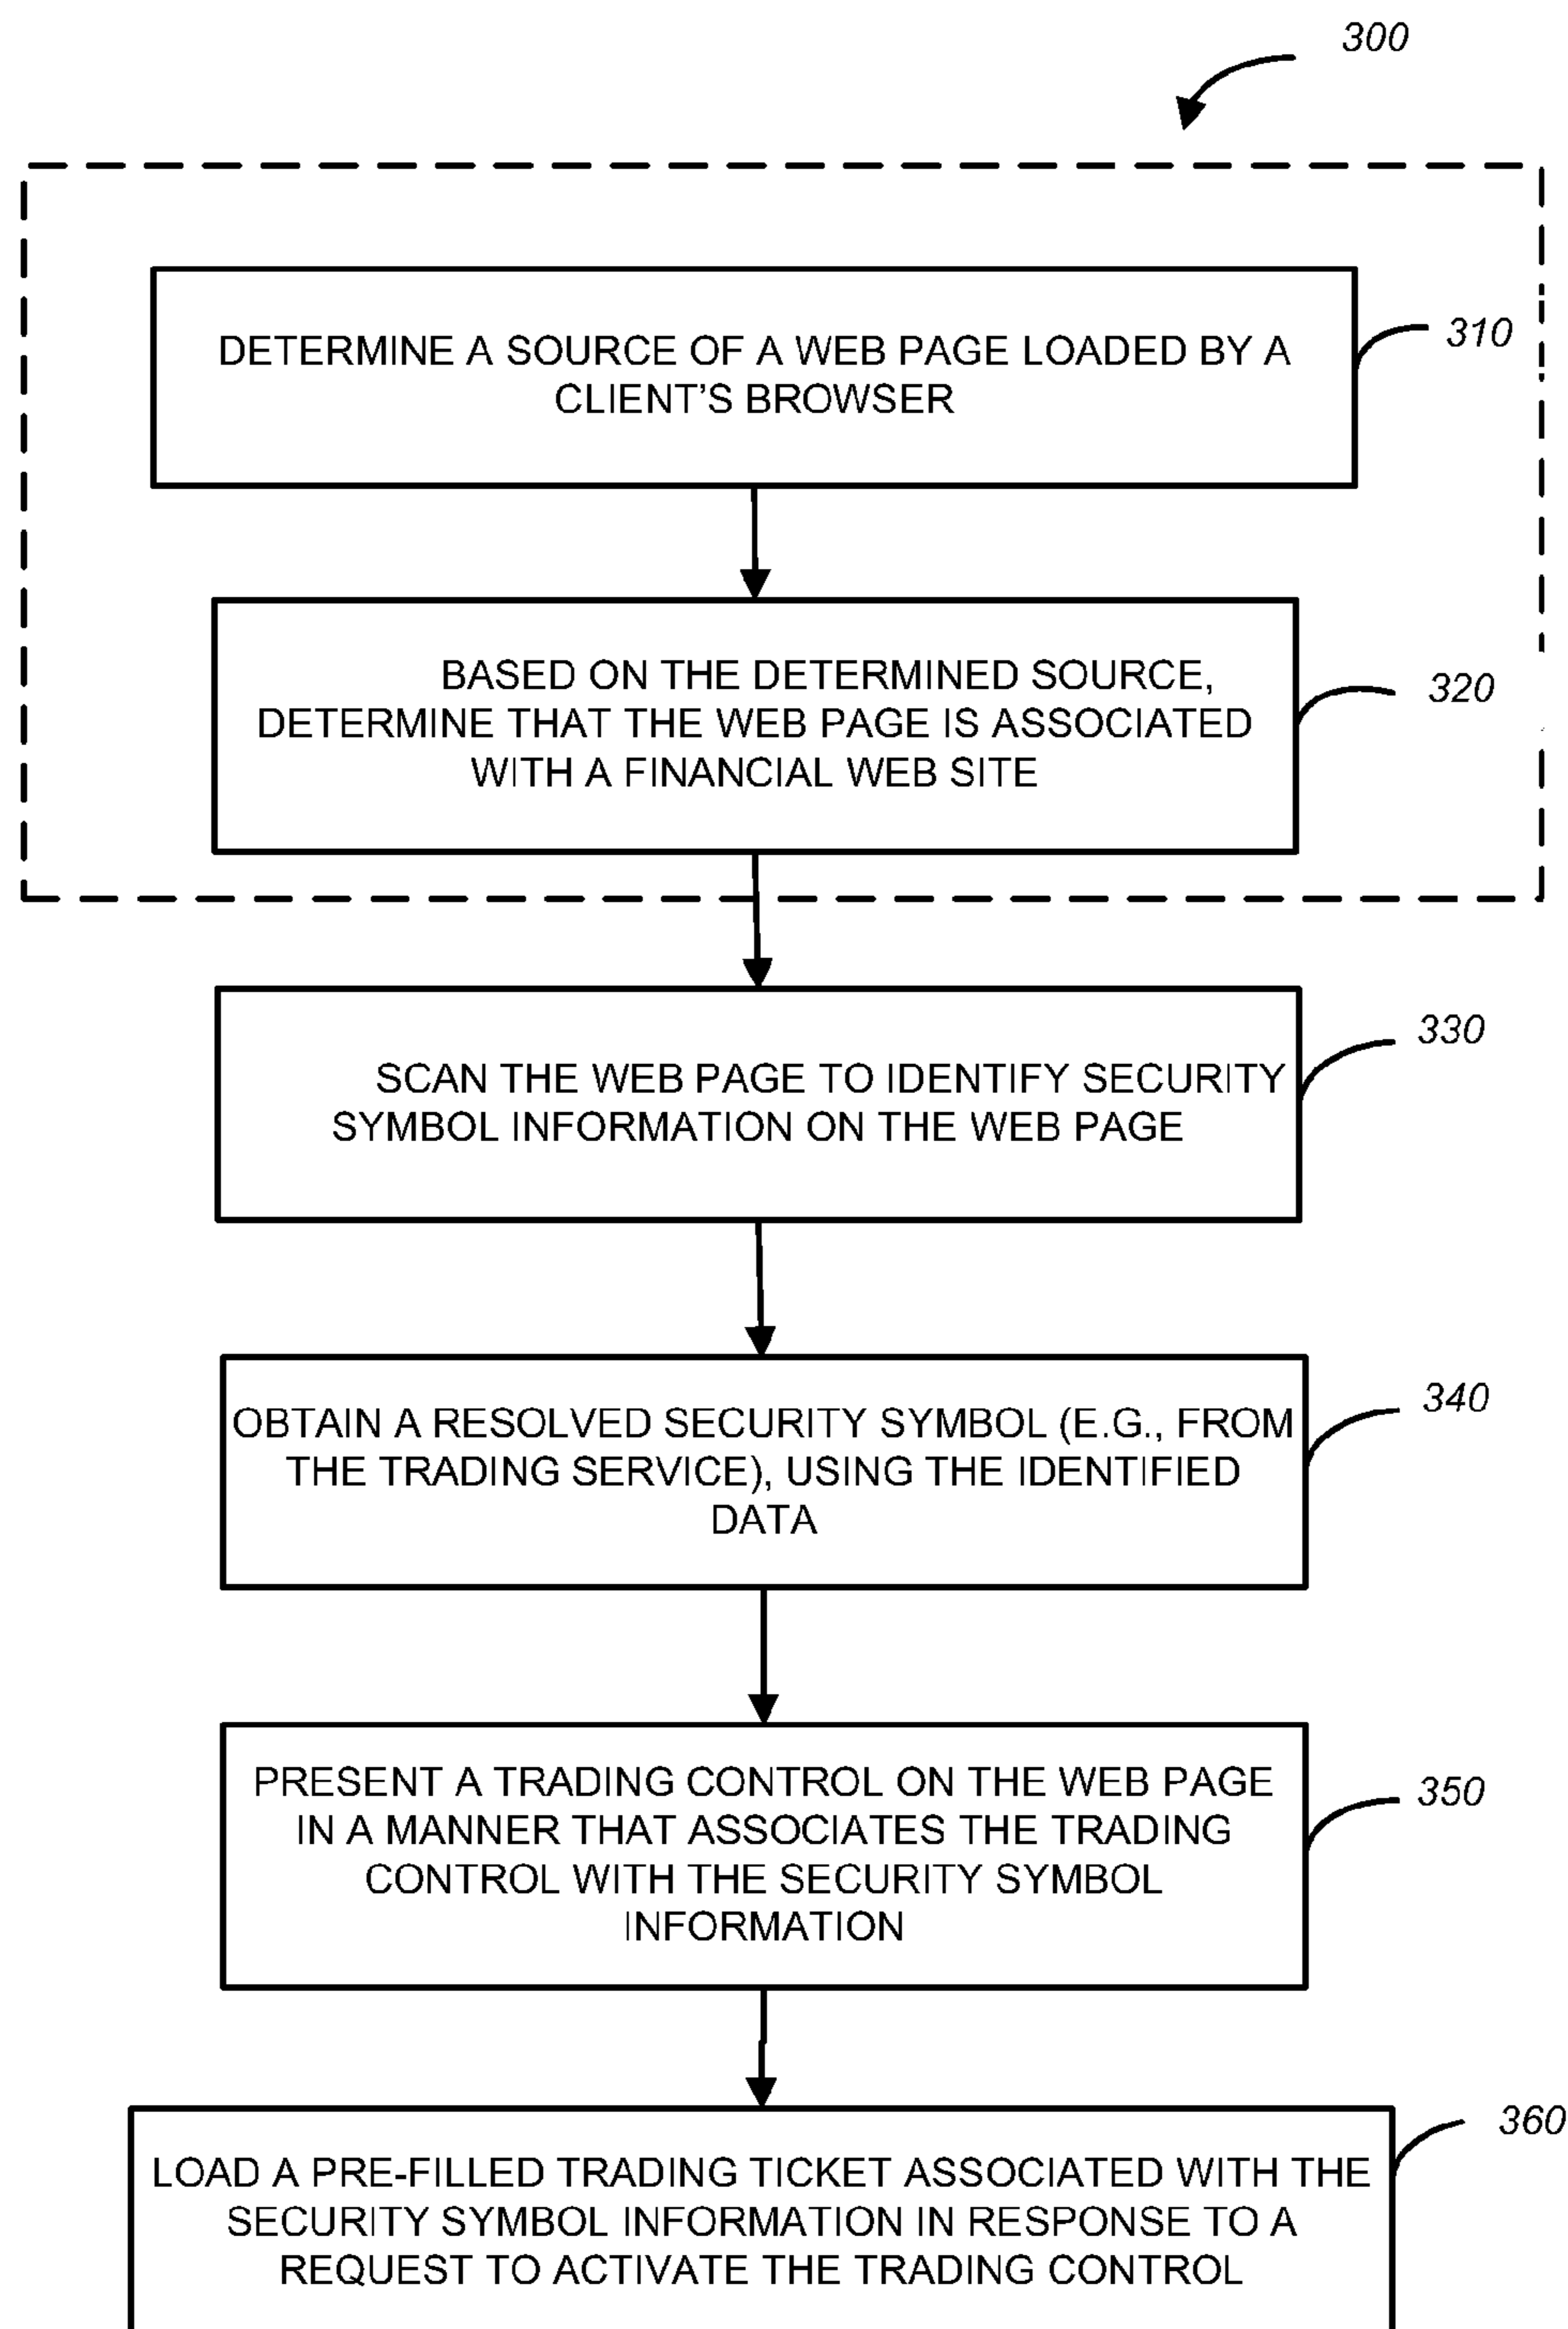 300
DETERMINE A SOURCE OF A WEB PAGE LOADED BY A
CLIENT'S BROWSER
310
BASED ON THE DETERMINED SOURCE,
DETERMINE THAT THE WEB PAGE IS ASSOCIATED
WITH A FINANCIAL WEB SITE
320
SCAN THE WEB PAGE TO IDENTIFY SECURITY
SYMBOL INFORMATION ON THE WEB PAGE
330
OBTAIN A RESOLVED SECURITY SYMBOL (E.G., FROM
THE TRADING SERVICE), USING THE IDENTIFIED
DATA
340
PRESENT A TRADING CONTROL ON THE WEB PAGE
IN A MANNER THAT ASSOCIATES THE TRADING
CONTROL WITH THE SECURITY SYMBOL
INFORMATION
350
LOAD A PRE-FILLED TRADING TICKET ASSOCIATED WITH THE
SECURITY SYMBOL INFORMATION IN RESPONSE TO A
REQUEST TO ACTIVATE THE TRADING CONTROL
360